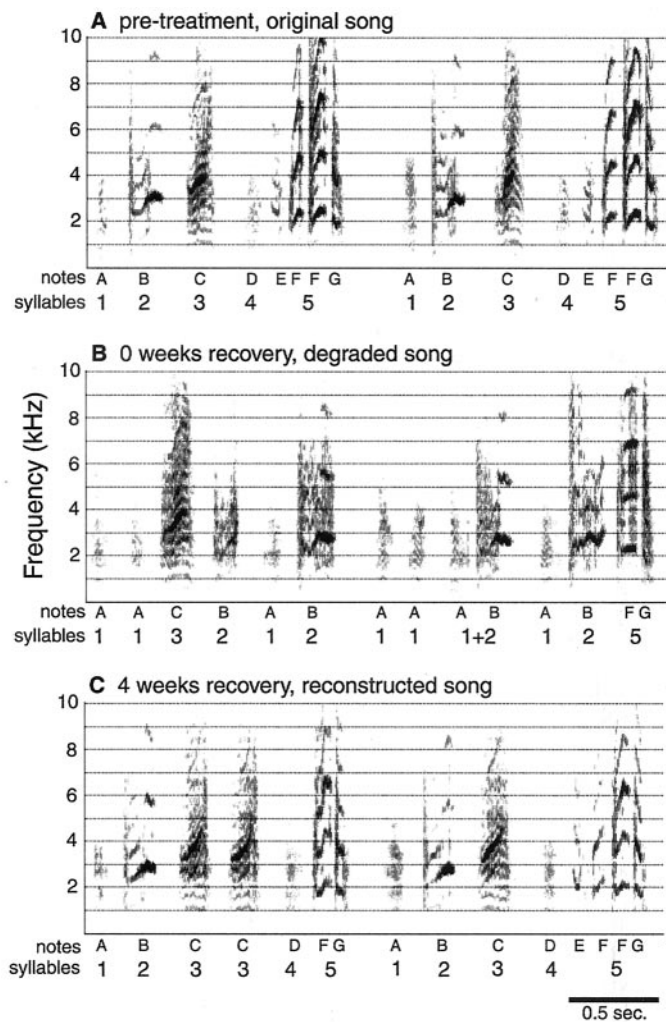 A pre-treatment, original song
10
8
6
4
2
notes A B C D E F F G A B C D E F F G
syllables 1 2 3 4 5 1 2 3 4 5
B 0 weeks recovery, degraded song
Frequency (kHz)
10
8
6
4
2
notes A A C B A B A A A B A B F G
syllables 1 1 3 2 1 2 1 1 1+2 1 2 5
C 4 weeks recovery, reconstructed song
10
8
6
4
2
notes A B C C D F G A B C D E F F G
syllables 1 2 3 3 4 5 1 2 3 4 5
0.5 sec.